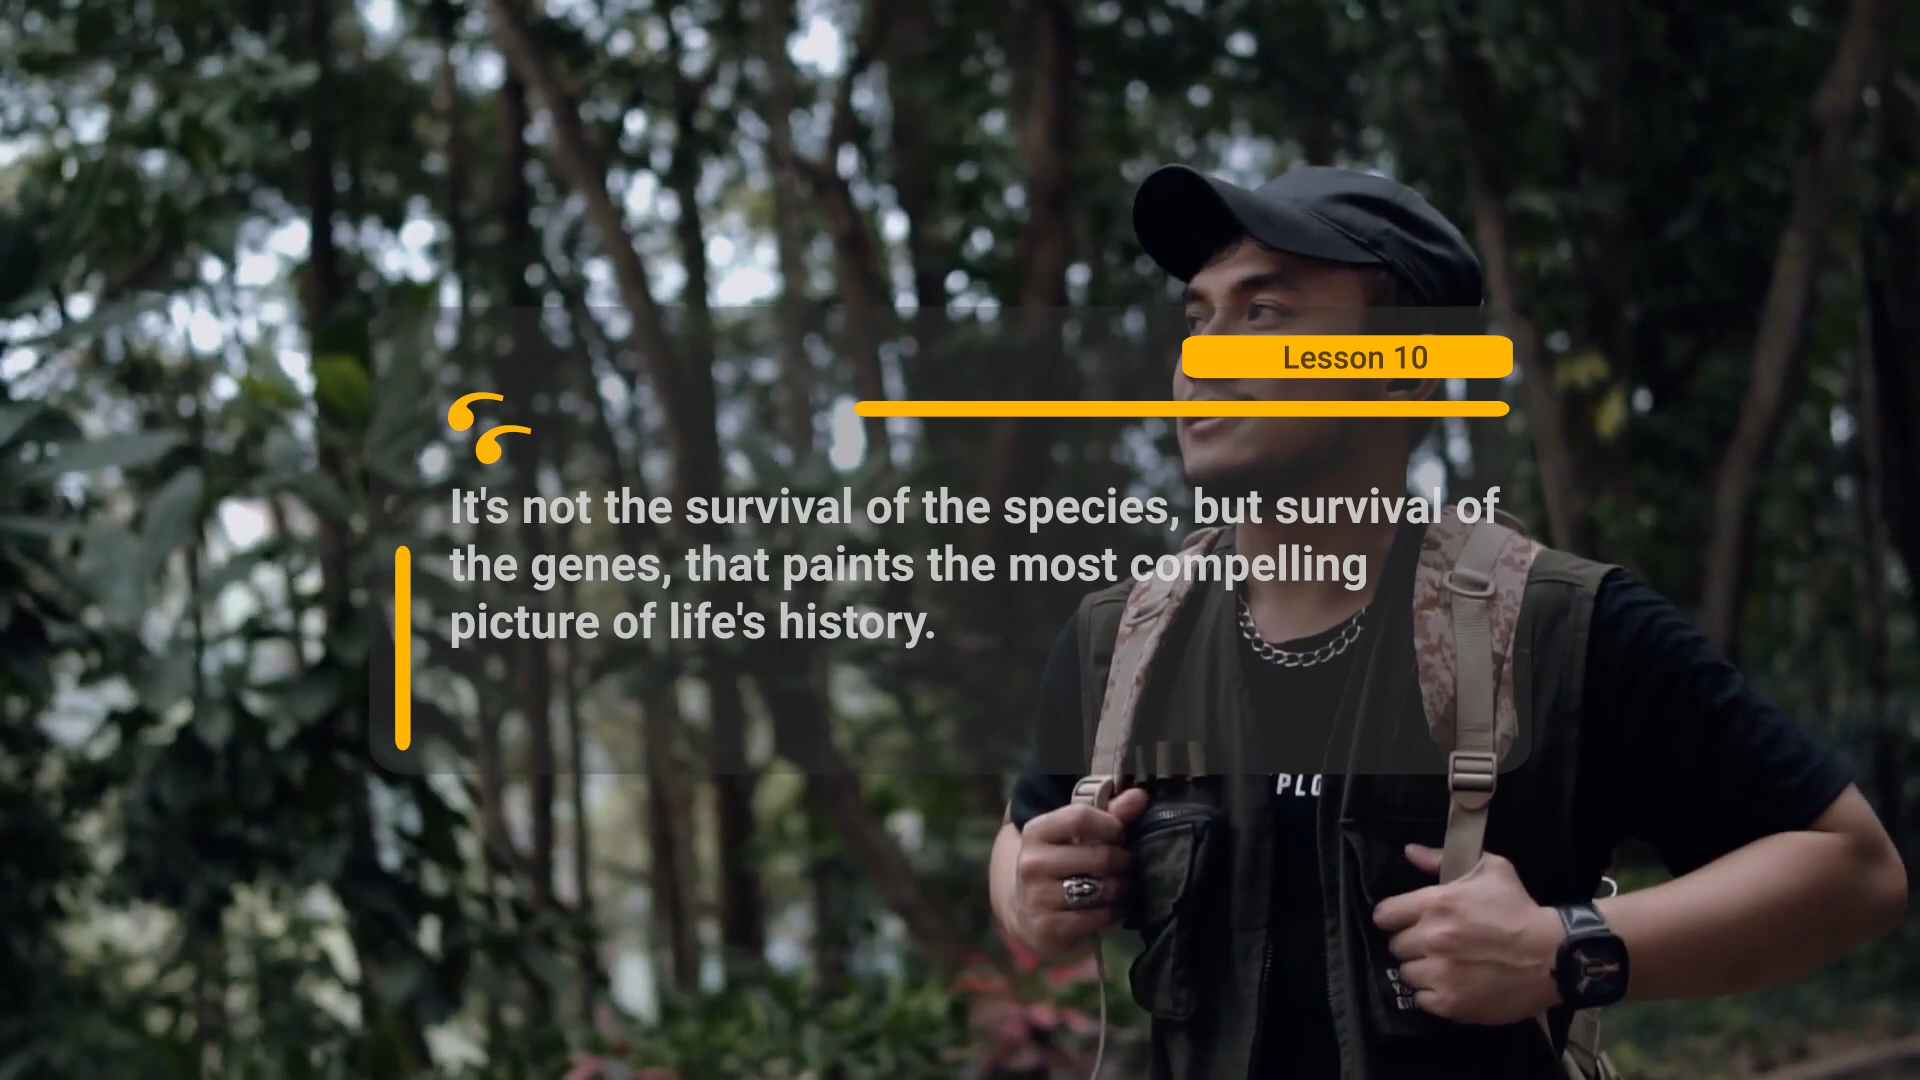 Lesson 10
It's not the survival of the species, but survival of
the genes, that paints the most compelling
picture of life's history.
PLO